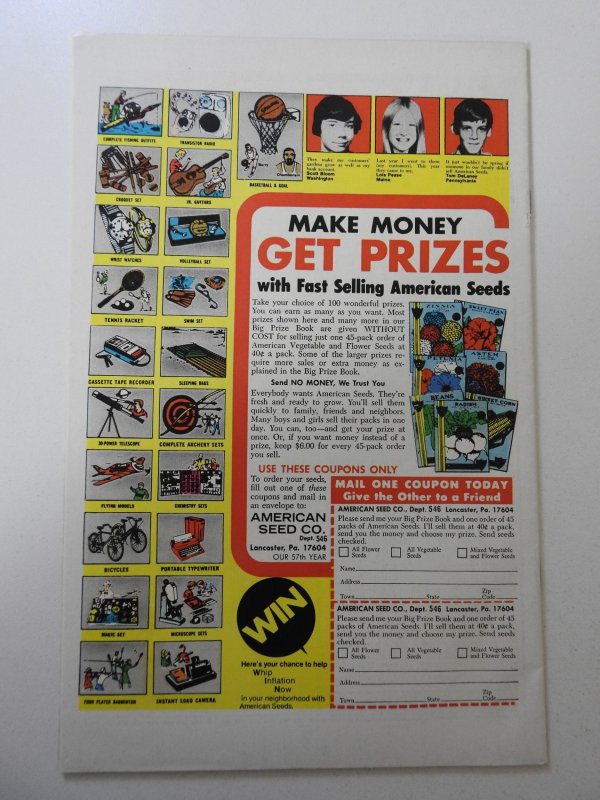 COMPLETE FISHING OUTFITS
TRANSISTOR RADIO
CROQUET SET
JR. GUITARS
WRIST WATCHES
VOLLEYBALL SET
TENNIS RACKET
SWIM SET
CASSETTE TAPE RECORDER
SLEEPING BAGS
30-POWER TELESCOPE
COMPLETE ARCHERY SETS
FLYING MODELS
CHEMISTRY SETS
BICYCLES
PORTABLE TYPEWRITER
MAGIC SET
MICROSCOPE SETS
FOUR PLAYER BADMINTON
INSTANT LOAD CAMERA
BASKETBALL & GOAL
They make my customers'
gardens grow as well as my
bank account.
Scott Bloom
Washington
Last year I went to them
(my customers). This year
they came to me.
Lois Pease
Maine
It just wouldn't be spring if
someone in our family didn't
sell American Seeds.
Tom DeLaney
Pennsylvania
MAKE MONEY
GET PRIZES
with Fast Selling American Seeds
Take your choice of 100 wonderful prizes.
You can earn as many as you want. Most
prizes shown here and many more in our
Big Prize Book are given WITHOUT
COST for selling just one 45-pack order of
American Vegetable and Flower Seeds at
40¢ a pack. Some of the larger prizes re-
quire more sales or extra money as ex-
plained in the Big Prize Book.
Send NO MONEY, We Trust You
Everybody wants American Seeds. They're
fresh and ready to grow. You'll sell them
quickly to family, friends and neighbors.
Many boys and girls sell their packs in one
day. You can, too—and get your prize at
once. Or, if you want money instead of a
prize, keep $6.00 for every 45-pack order
you sell.
ZINNIA
SWEET PEAS
PETUNIA
ASTER
BEANS
RADISH
SWEET CORN
USE THESE COUPONS ONLY
To order your seeds,
fill out one of these
coupons and mail in
an envelope to:
AMERICAN
SEED CO.
Dept. 546
Lancaster, Pa. 17604
OUR 57th YEAR
WIN
Here's your chance to help
Whip
Inflation
Now
in your neighborhood with
American Seeds.
MAIL ONE COUPON TODAY
Give the Other to a Friend
AMERICAN SEED CO., Dept. 546 Lancaster, Pa. 17604
Please send me your Big Prize Book and one order of 45
packs of American Seeds. I'll sell them at 40¢ a pack,
send you the money and choose my prize. Send seeds
checked.
All Flower Seeds All Vegetable Seeds Mixed Vegetable and Flower Seeds
Name
Address
Town State Zip Code
AMERICAN SEED CO., Dept. 546 Lancaster, Pa. 17604
Please send me your Big Prize Book and one order of 45
packs of American Seeds. I'll sell them at 40¢ a pack,
send you the money and choose my prize. Send seeds
checked.
All Flower Seeds All Vegetable Seeds Mixed Vegetable and Flower Seeds
Name
Address
Town State Zip Code